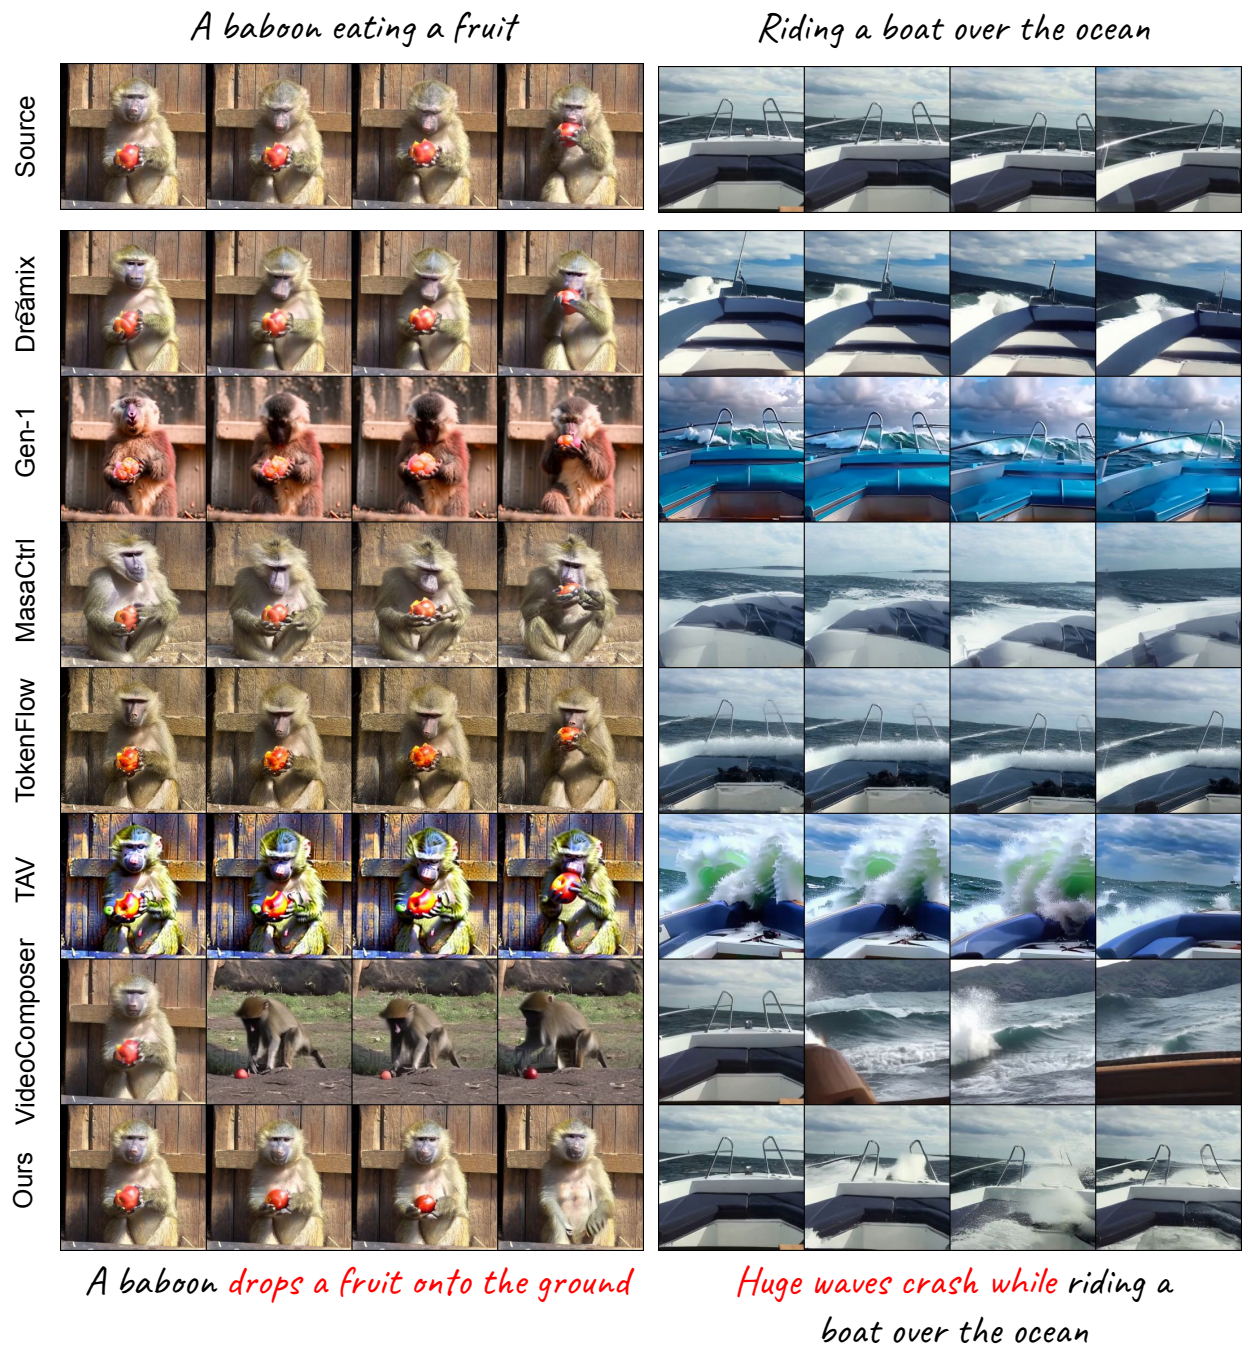 A baboon eating a fruit
Riding a boat over the ocean
Source
Dréamix
Gen-1
MasaCtrl
TokenFlow
TAV
VideoComposer
Ours
A baboon drops a fruit onto the ground
Huge waves crash while riding a
boat over the ocean